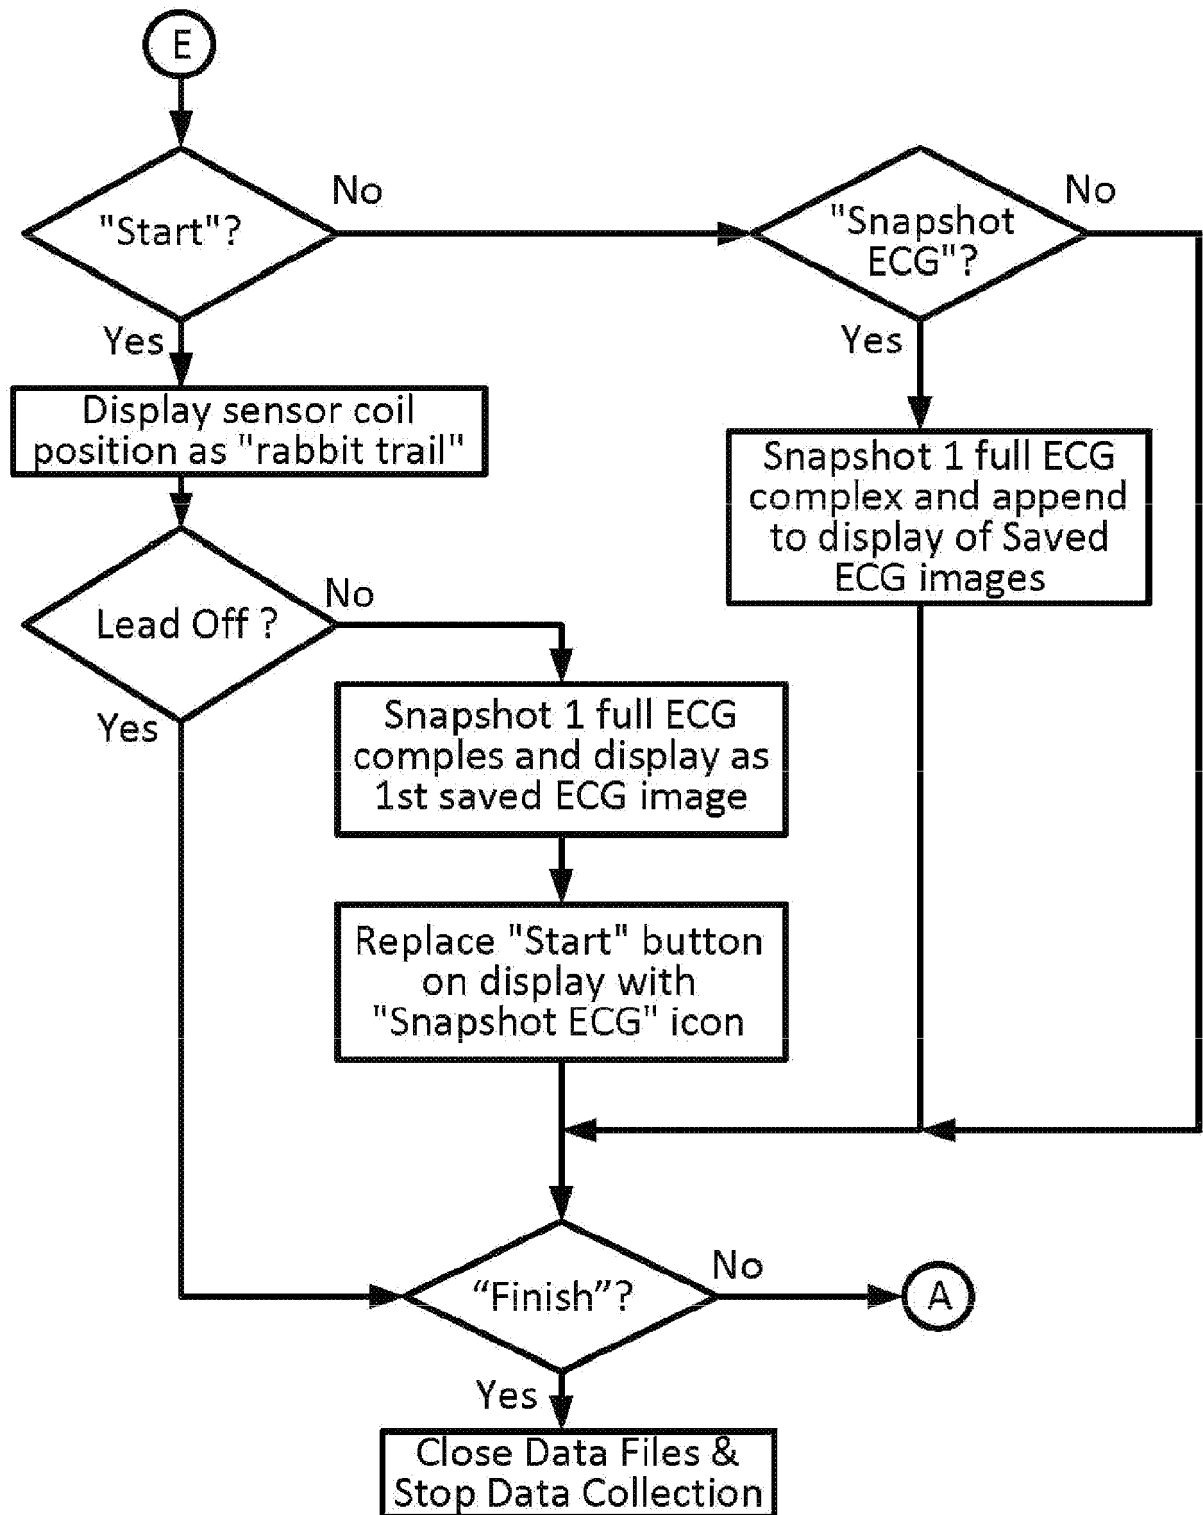 E
"Start"?
No
"Snapshot
ECG"?
No
Yes
Yes
Display sensor coil
position as "rabbit trail"
Snapshot 1 full ECG
complex and append
to display of Saved
ECG images
Lead Off ?
No
Yes
Snapshot 1 full ECG
comples and display as
1st saved ECG image
Replace "Start" button
on display with
"Snapshot ECG" icon
“Finish”?
No
A
Yes
Close Data Files &
Stop Data Collection